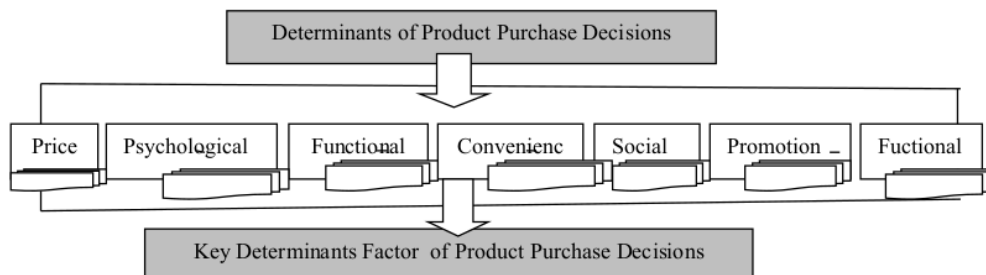 Determinants of Product Purchase Decisions
Price Psychological Functional Convenienc Social Promotion Fuctional
Key Determinants Factor of Product Purchase Decisions